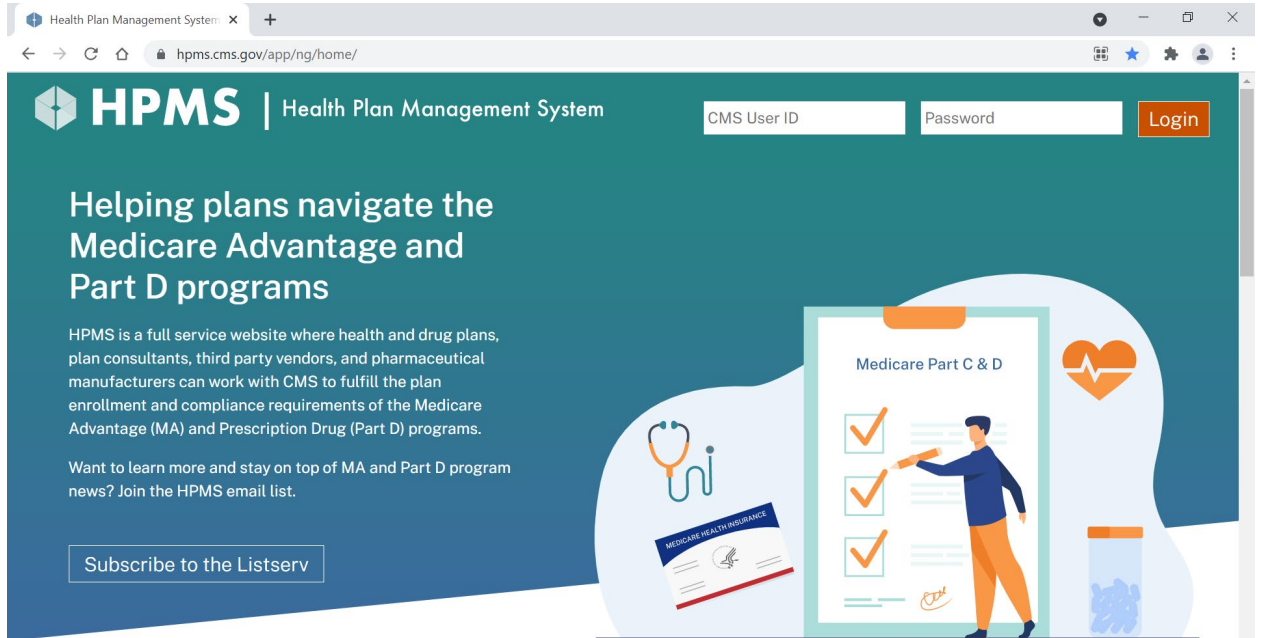 Health Plan Management System
hpms.cms.gov/app/ng/home/
HPMS | Health Plan Management System
CMS User ID
Password
Login
Helping plans navigate the
Medicare Advantage and
Part D programs
HPMS is a full service website where health and drug plans,
plan consultants, third party vendors, and pharmaceutical
manufacturers can work with CMS to fulfill the plan
enrollment and compliance requirements of the Medicare
Advantage (MA) and Prescription Drug (Part D) programs.
Want to learn more and stay on top of MA and Part D program
news? Join the HPMS email list.
Subscribe to the Listserv
Medicare Part C & D
MEDICARE HEALTH INSURANCE